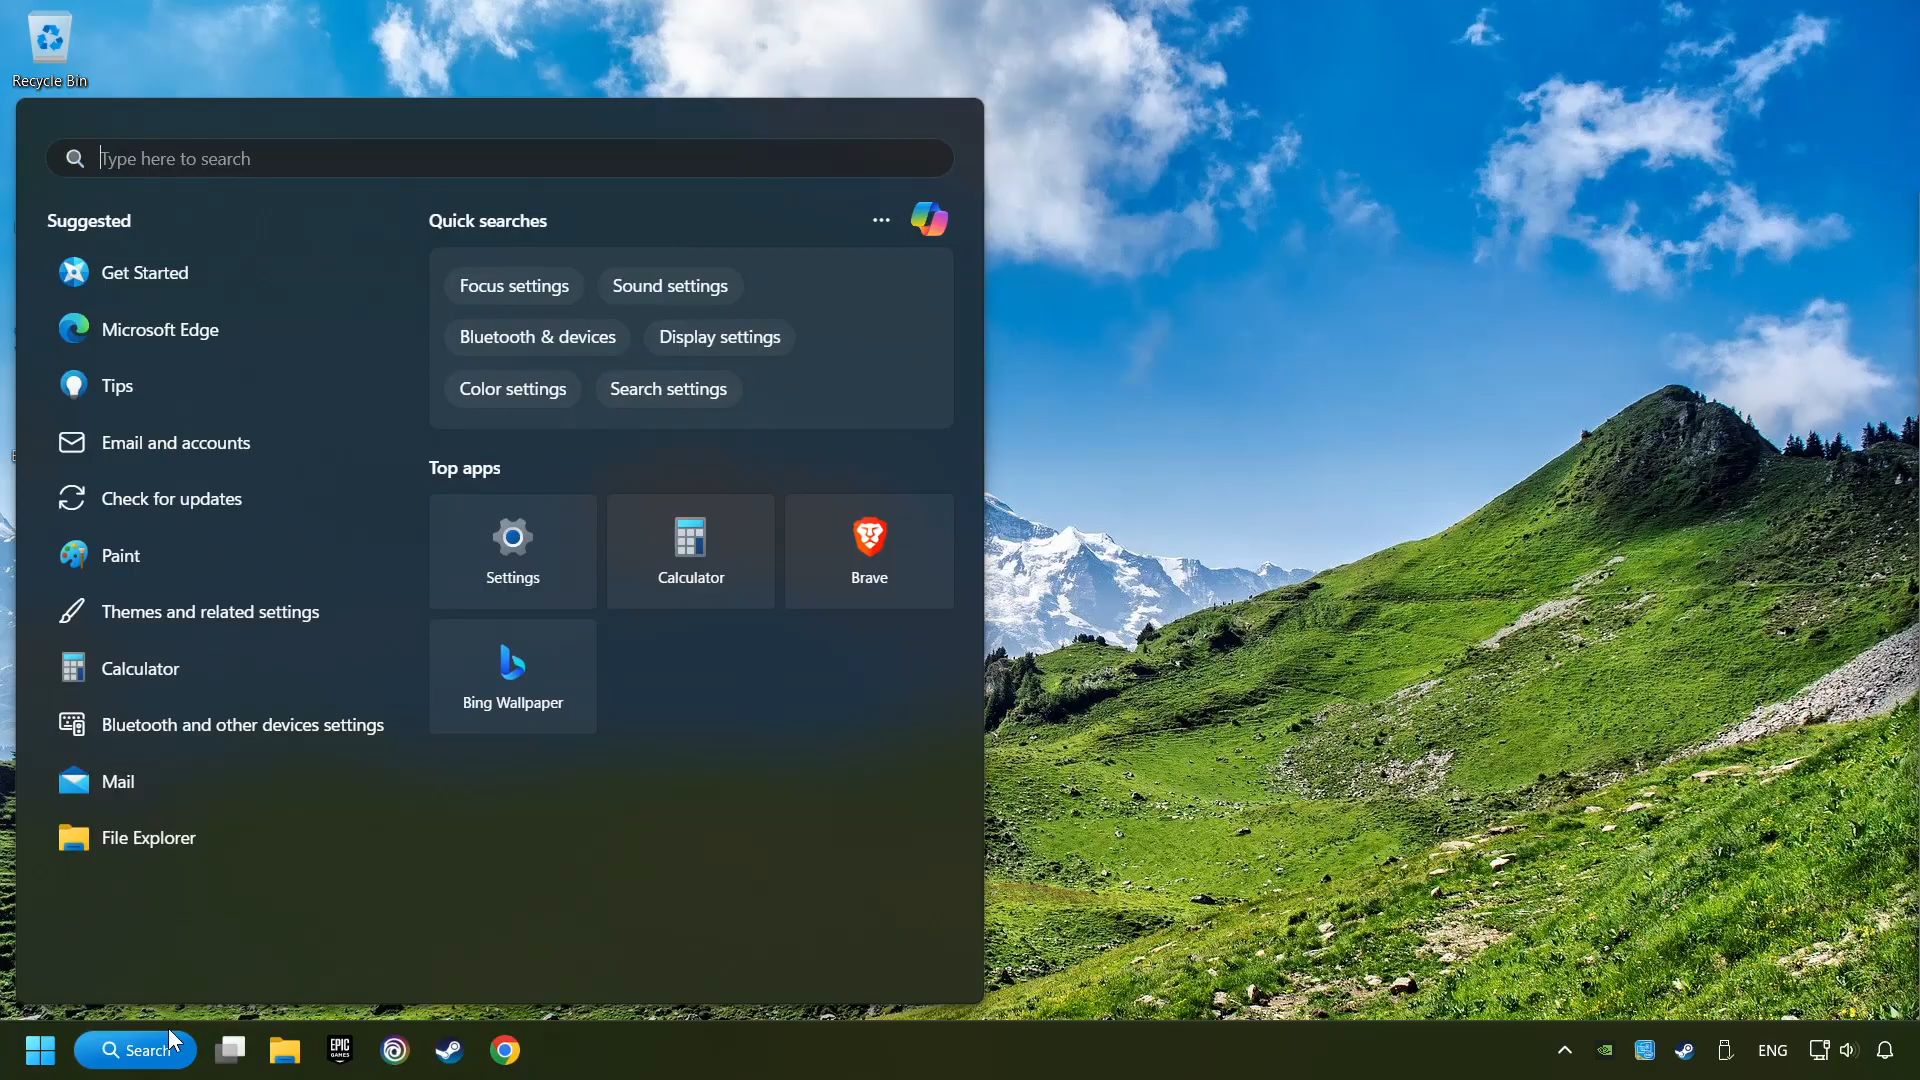 Recycle Bin
Type here to search
Suggested
Get Started
Microsoft Edge
Tips
Email and accounts
Check for updates
Paint
Themes and related settings
Calculator
Bluetooth and other devices settings
Mail
File Explorer
Quick searches
Focus settings
Sound settings
Bluetooth & devices
Display settings
Color settings
Search settings
Top apps
Settings
Calculator
Brave
Bing Wallpaper
Search
EPIC
GAMES
ENG